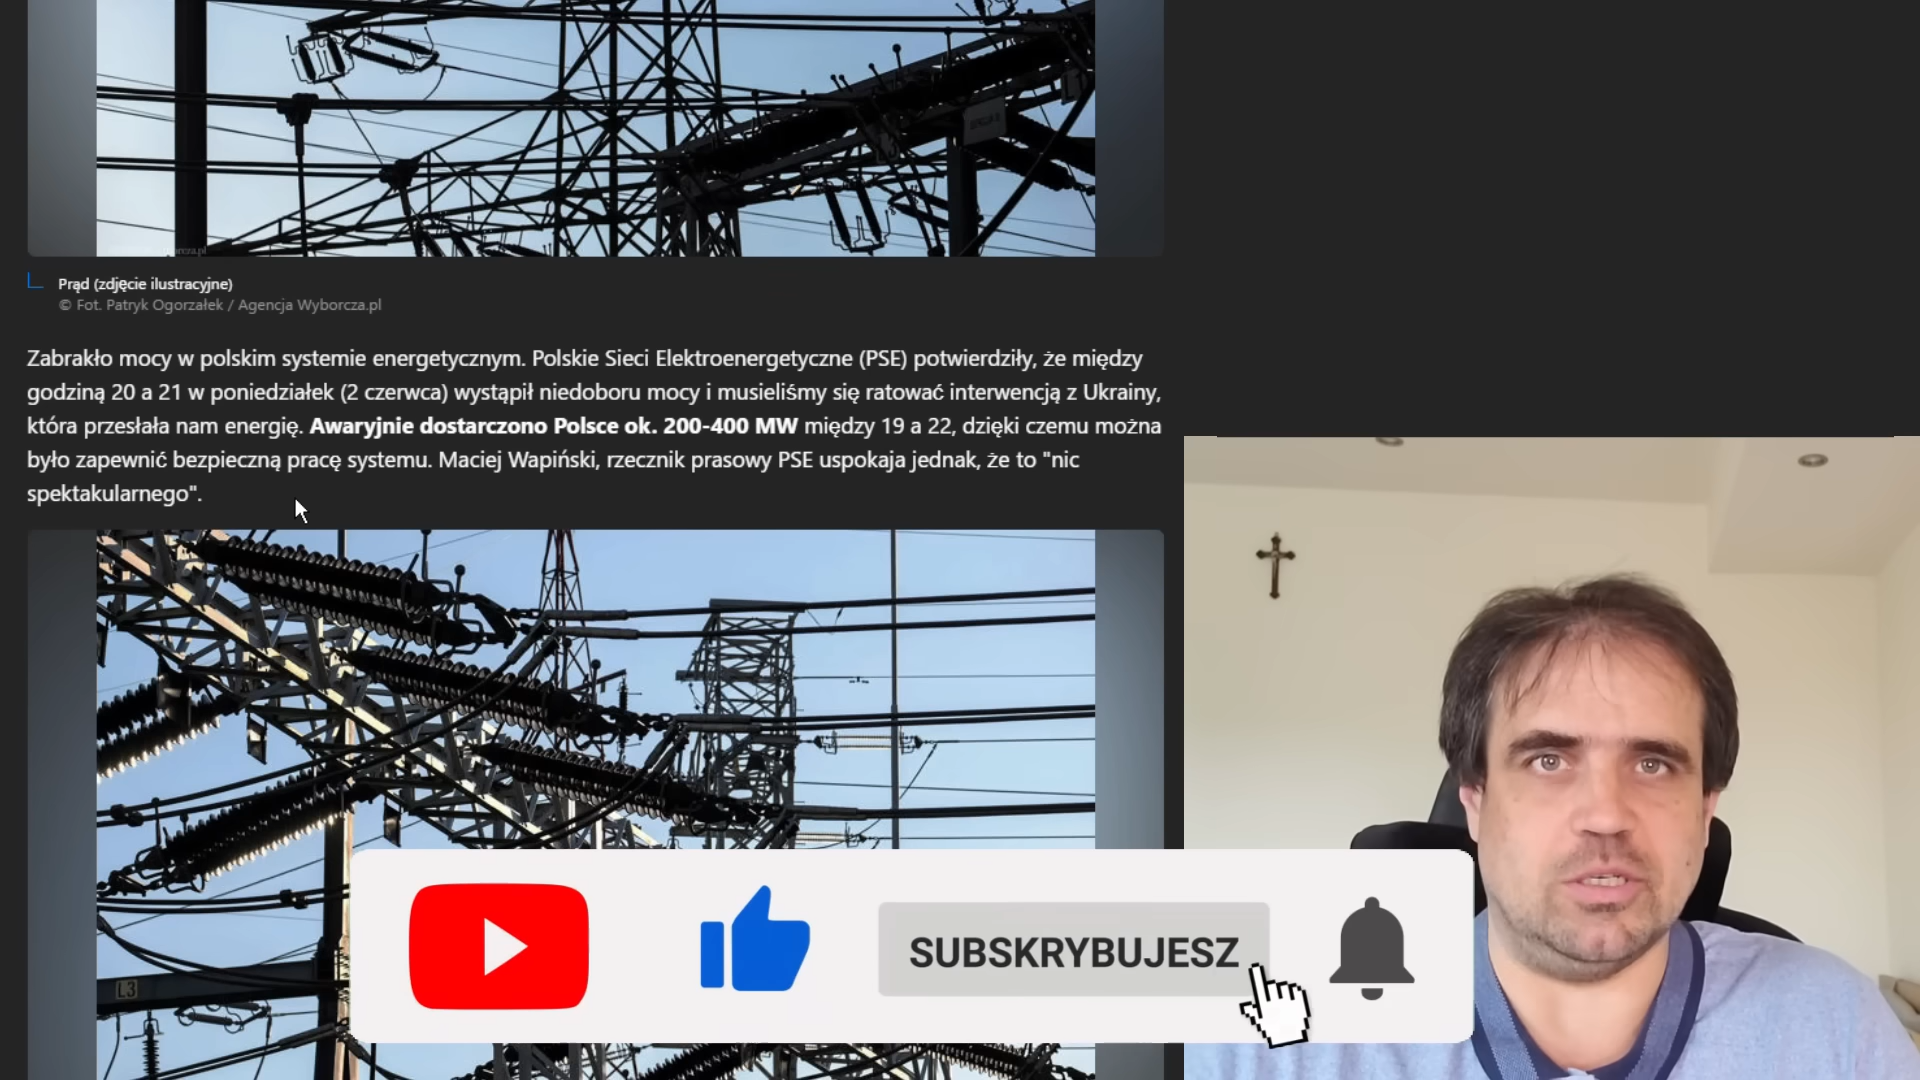 Prąd (zdjęcie ilustracyjne)
© Fot. Patryk Ogorzałek / Agencja Wyborcza.pl
Zabrakło mocy w polskim systemie energetycznym. Polskie Sieci Elektroenergetyczne (PSE) potwierdziły, że między
godziną 20 a 21 w poniedziałek (2 czerwca) wystąpił niedoboru mocy i musieliśmy się ratować interwencją z Ukrainy,
która przesłała nam energię. Awaryjnie dostarczono Polsce ok. 200-400 MW między 19 a 22, dzięki czemu można
było zapewnić bezpieczną pracę systemu. Maciej Wapiński, rzecznik prasowy PSE uspokaja jednak, że to "nic
spektakularnego".
L3
SUBSKRYBUJESZ